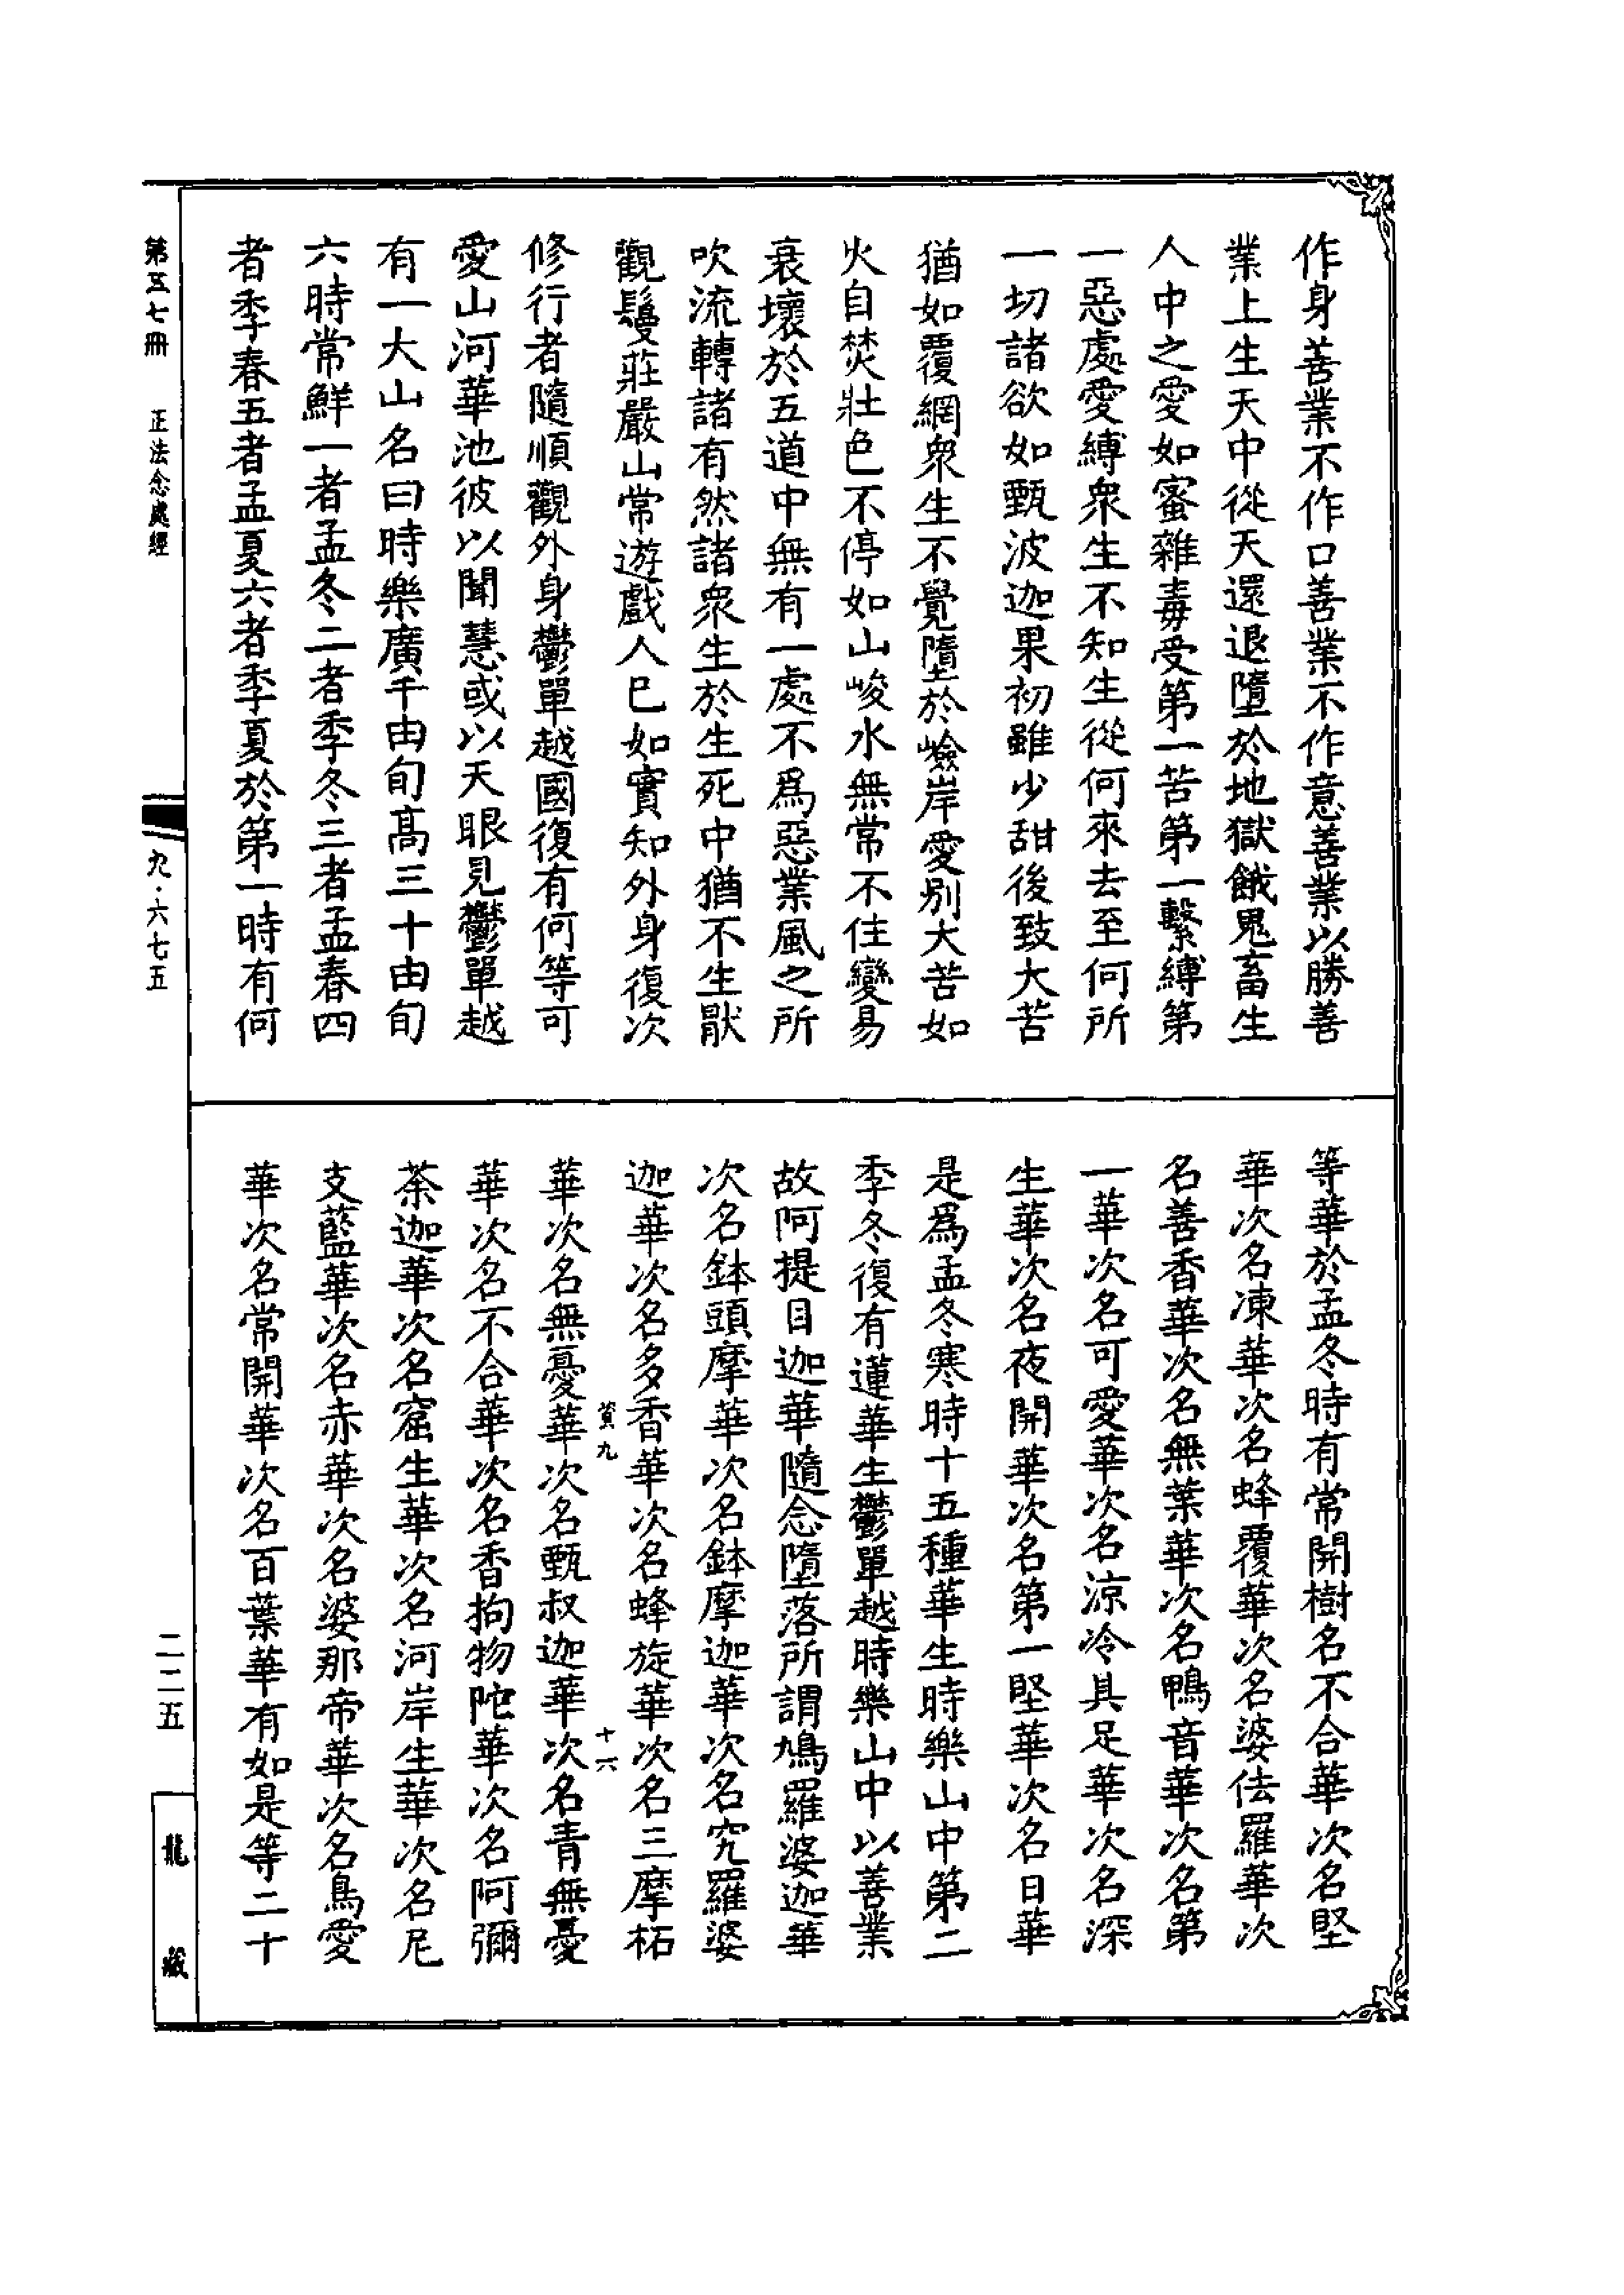 作身善業不作口善業不作意善業以勝善
業上生天中從天還退墮於地獄餓鬼畜生
人中之愛如蜜雜毒受第一苦第一繫縛第
一惡處愛縛衆生不知生從何來去至何所
一切諸欲如甄波迦果初雖少甜後致大苦
猶如覆網衆生不覺墮於嶮岸愛別大苦如
火自焚壯色不停如山峻水無常不住變易
衰壞於五道中無有一處不爲惡業風之所
吹流轉諸有然諸衆生於生死中猶不生猒
觀鬘莊嚴山常遊戲人已如實知外身復次
修行者隨順觀外身鬱單越國復有何等可
愛山河華池彼以聞慧或以天眼見鬱單越
有一大山名曰時樂廣千由旬高三十由旬
六時常鮮一者孟冬二者季冬三者孟春四
者季春五者孟夏六者季夏於第一時有何
等華於孟冬時有常開樹名不合華次名堅
華次名凍華次名蜂覆華次名婆佉羅華次
名善香華次名無葉華次名鴨音華次名第
一華次名可愛華次名涼冷具足華次名深
生華次名夜開華次名第一堅華次名日華
是爲孟冬寒時十五種華生時樂山中第二
季冬復有蓮華生鬱單越時樂山中以善業
故阿提目迦華隨念墮落所謂鳩羅婆迦華
次名鉢頭摩華次名鉢摩迦華次名究羅婆
迦華次名多香華次名蜂旋華次名三摩柘
貲九 十六
華次名無憂華次名甄叔迦華次名青無憂
華次名不合華次名香拘物陀華次名阿彌
荼迦華次名窟生華次名河岸生華次名尼
支藍華次名赤華次名婆那帝華次名鳥愛
華次名常開華次名百葉華有如是等二十
第五七冊 正法念處經 九·六七五 二二五 龍藏